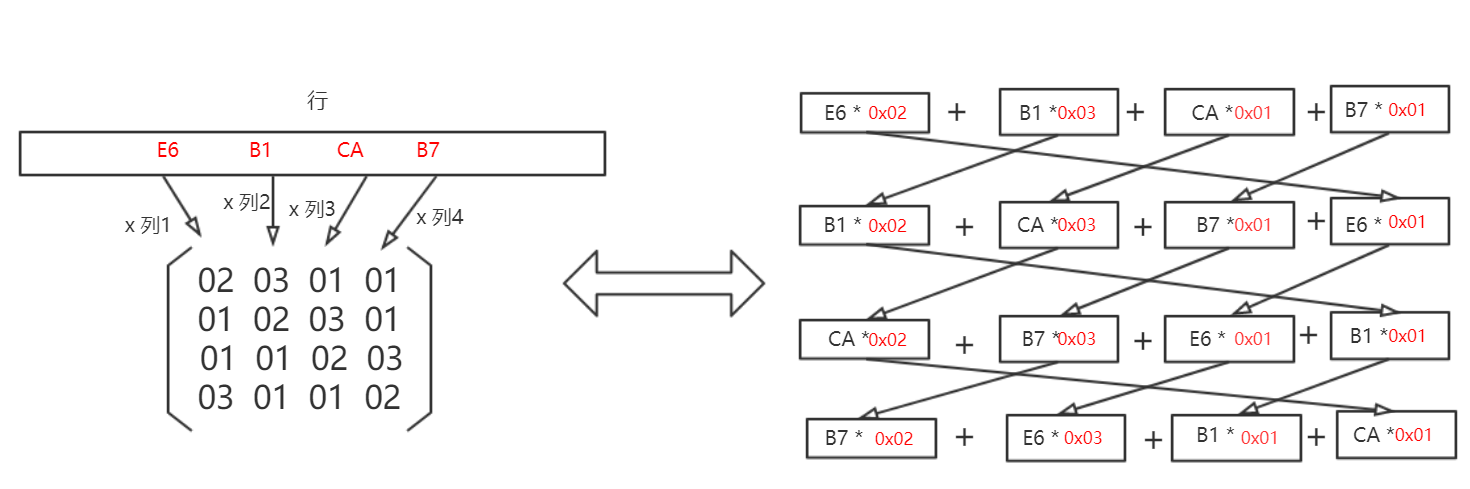 行
E6 B1 CA B7
x 列1
x 列2
x 列3
x 列4
02 03 01 01
01 02 03 01
01 01 02 03
03 01 01 02
E6 * 0x02 + B1 *0x03 + CA *0x01 + B7 * 0x01
B1 * 0x02 + CA *0x03 + B7 *0x01 + E6 * 0x01
CA *0x02 + B7 *0x03 + E6 * 0x01 + B1 *0x01
B7 * 0x02 + E6 * 0x03 + B1 * 0x01 + CA *0x01